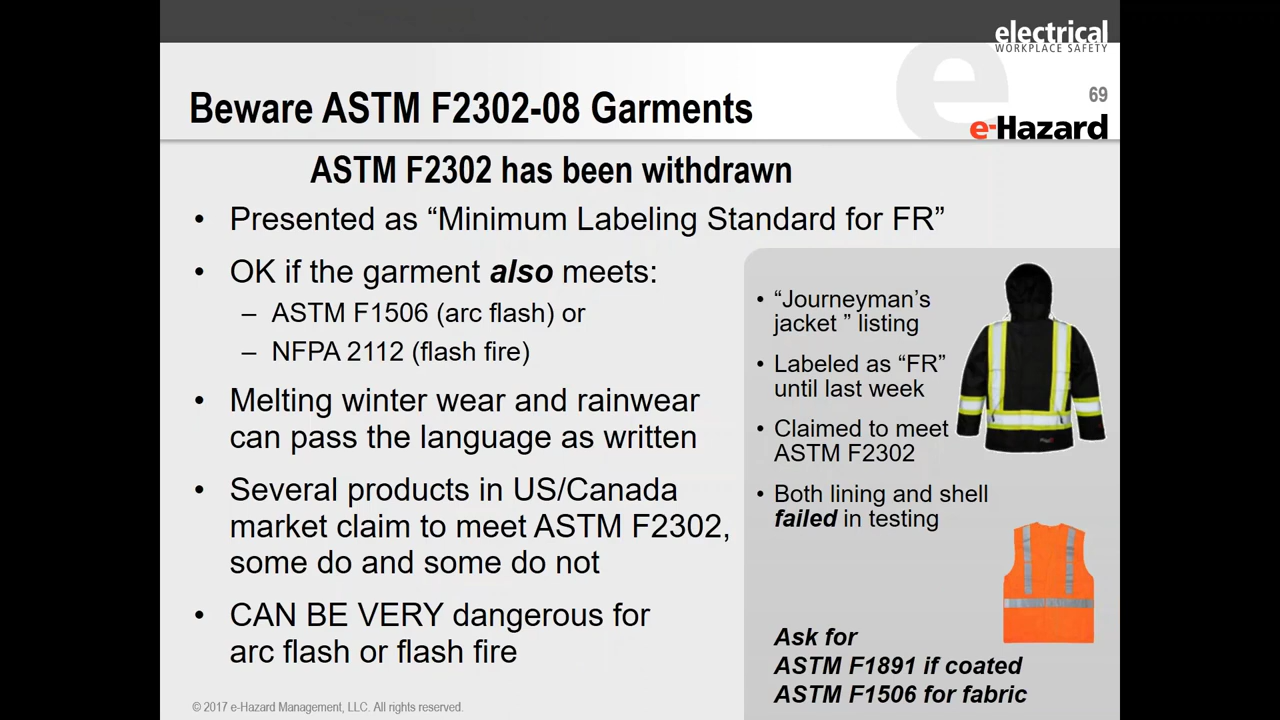 electrical
WORKPLACE SAFETY
69
e-Hazard
Beware ASTM F2302-08 Garments
ASTM F2302 has been withdrawn
• Presented as “Minimum Labeling Standard for FR”
• OK if the garment also meets:
– ASTM F1506 (arc flash) or
– NFPA 2112 (flash fire)
• Melting winter wear and rainwear
can pass the language as written
• Several products in US/Canada
market claim to meet ASTM F2302,
some do and some do not
• CAN BE VERY dangerous for
arc flash or flash fire
• “Journeyman’s
jacket ” listing
• Labeled as “FR”
until last week
• Claimed to meet
ASTM F2302
• Both lining and shell
failed in testing
Ask for
ASTM F1891 if coated
ASTM F1506 for fabric
© 2017 e-Hazard Management, LLC. All rights reserved.